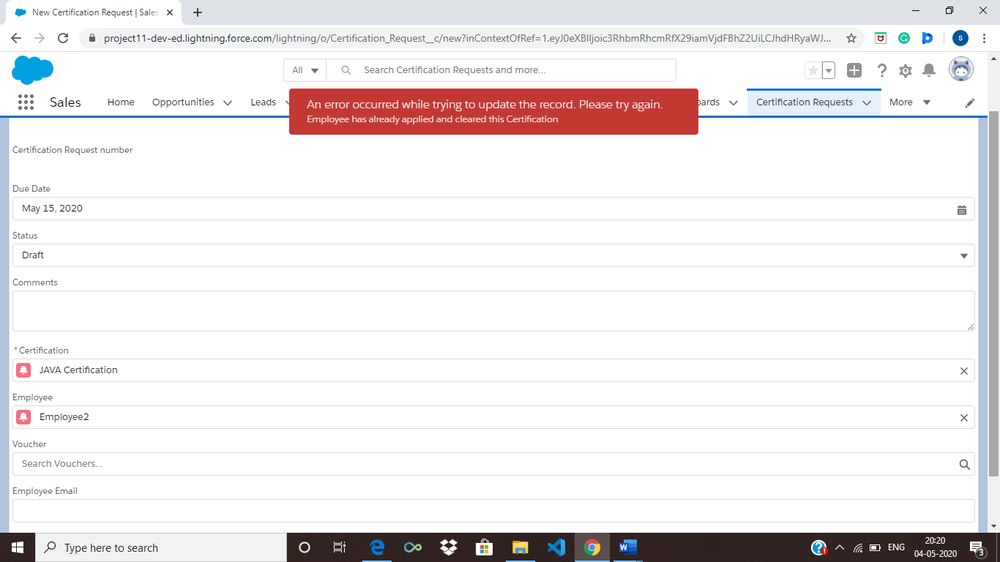 New Certification Request | Sales
project11-dev-ed.lightning.force.com/lightning/o/Certification_Request__c/new?inContextOfRef=1.eyJ0eXBlIjoic3RhbmRhcmRfX29iamVjdFBhZ2UiLCJhdHRyaWJ...
S
All
Search Certification Requests and more...
Sales
Home
Opportunities
Leads
Certification Requests
More
An error occurred while trying to update the record. Please try again.
Employee has already applied and cleared this Certification
Certification Request number
Due Date
May 15, 2020
Status
Draft
Comments
*Certification
JAVA Certification
Employee
Employee2
Voucher
Search Vouchers...
Employee Email
Type here to search
ENG
20:20
04-05-2020
3